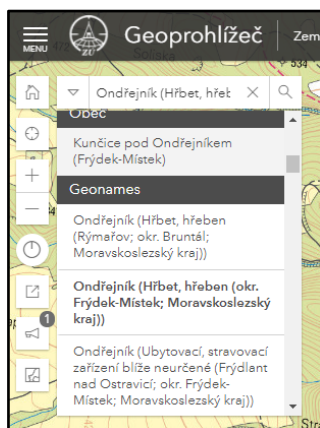 MENU
ZÚ
Geoprohlížeč
Zem
Ondřejník (Hřbet, hřeb
534
Obec
Kunčice pod Ondřejníkem
(Frýdek-Místek)
Geonames
Ondřejník (Hřbet, hřeben
(Rýmařov; okr. Bruntál;
Moravskoslezský kraj))
Ondřejník (Hřbet, hřeben (okr.
Frýdek-Místek; Moravskoslezský
kraj))
1
Ondřejník (Ubytovací, stravovací
zařízení blíže neurčené (Frýdlant
nad Ostravicí; okr. Frýdek-
Místek; Moravskoslezský kraj))